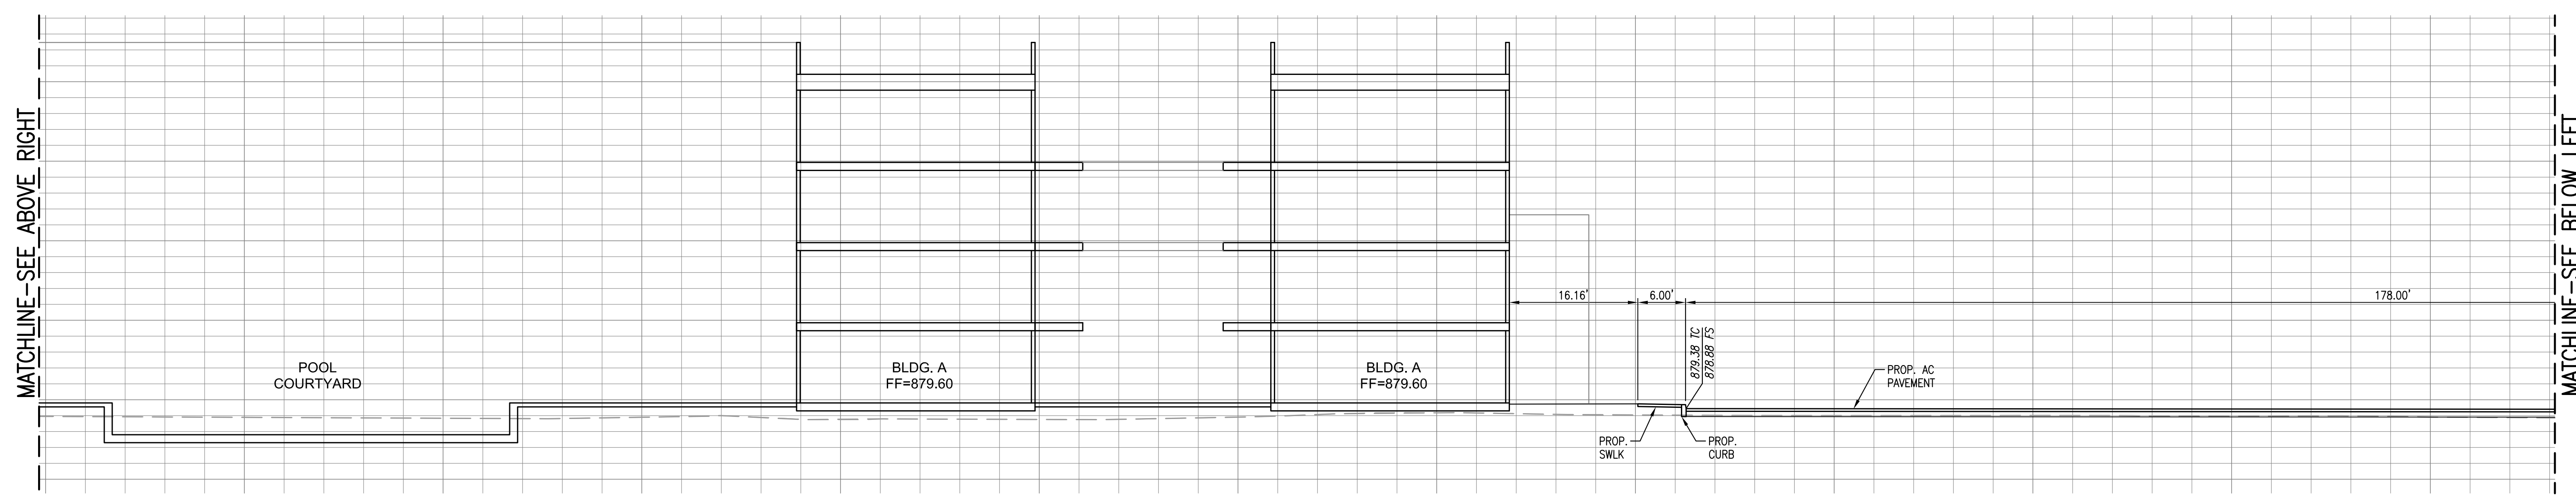 MATCHLINE-SEE ABOVE RIGHT
POOL
COURTYARD
BLDG. A
FF=879.60
BLDG. A
FF=879.60
16.16'
6.00'
178.00'
879.38 TC
878.88 FS
PROP. AC
PAVEMENT
PROP.
SWLK
PROP.
CURB
MATCHLINE-SEE BELOW LEFT